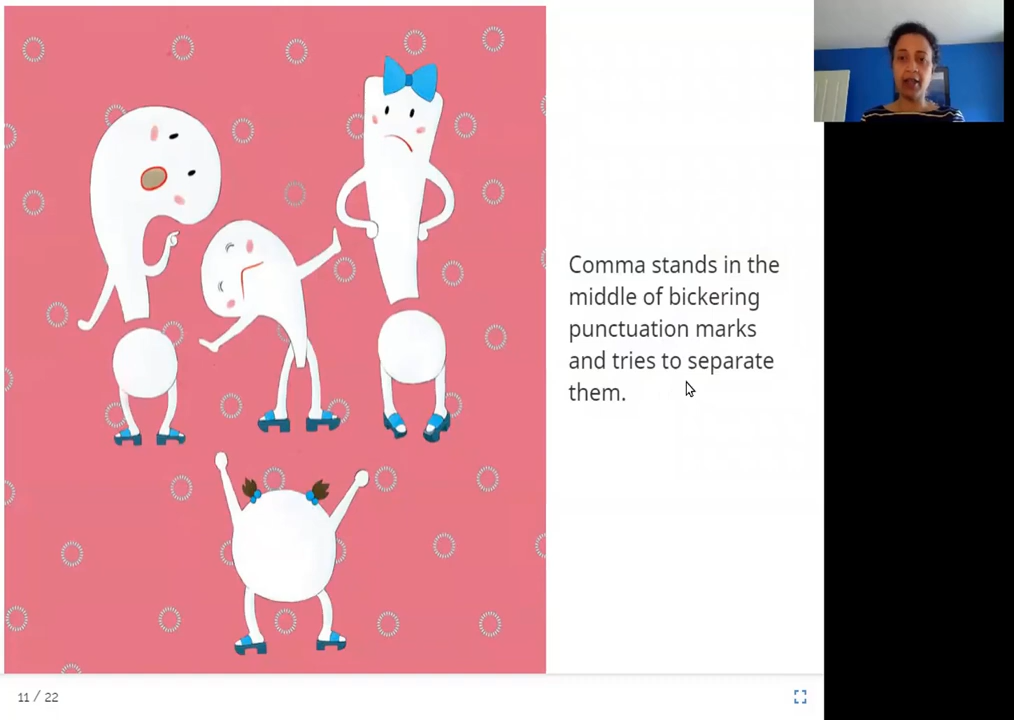 Comma stands in the
middle of bickering
punctuation marks
and tries to separate
them.
11 / 22